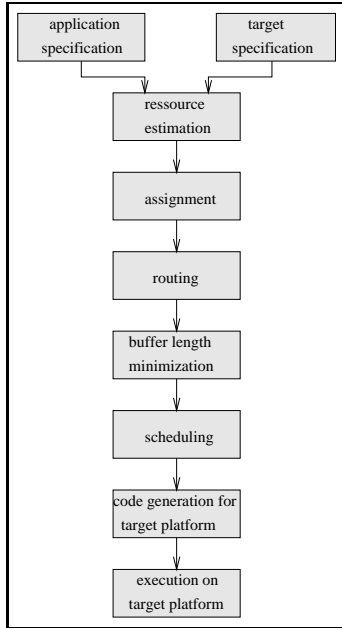 application
specification
target
specification
ressource
estimation
assignment
routing
buffer length
minimization
scheduling
code generation for
target platform
execution on
target platform